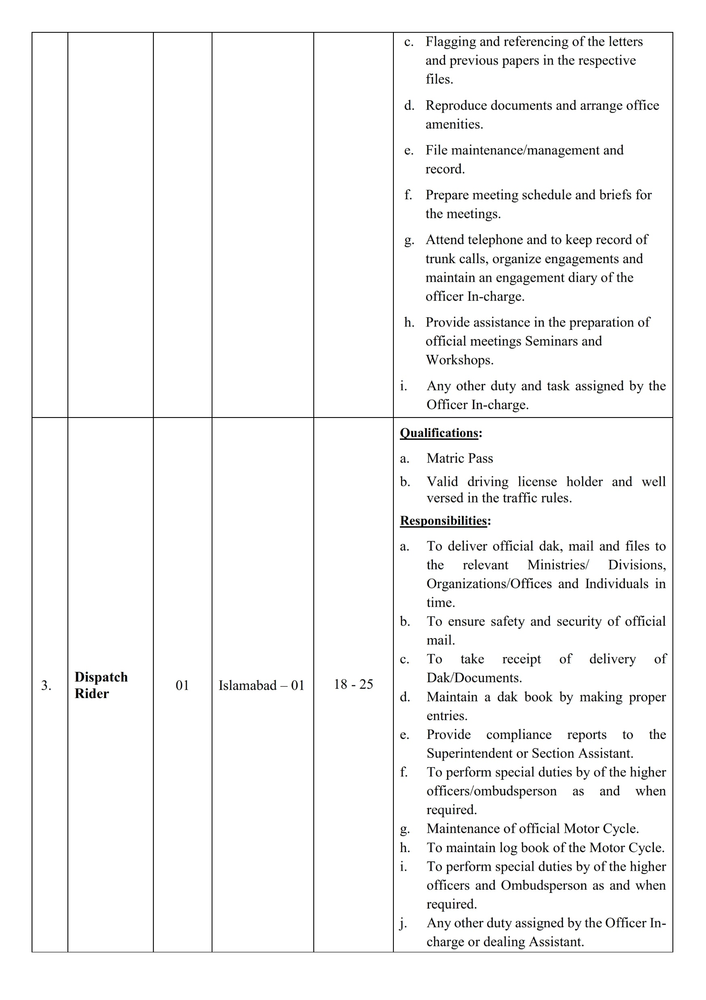 c. Flagging and referencing of the letters
and previous papers in the respective
files.
d. Reproduce documents and arrange office
amenities.
e. File maintenance/management and
record.
f. Prepare meeting schedule and briefs for
the meetings.
g. Attend telephone and to keep record of
trunk calls, organize engagements and
maintain an engagement diary of the
officer In-charge.
h. Provide assistance in the preparation of
official meetings Seminars and
Workshops.
i. Any other duty and task assigned by the
Officer In-charge.
3.
Dispatch
Rider
01
Islamabad – 01
18 - 25
Qualifications:
a. Matric Pass
b. Valid driving license holder and well
versed in the traffic rules.
Responsibilities:
a. To deliver official dak, mail and files to
the relevant Ministries/ Divisions,
Organizations/Offices and Individuals in
time.
b. To ensure safety and security of official
mail.
c. To take receipt of delivery of
Dak/Documents.
d. Maintain a dak book by making proper
entries.
e. Provide compliance reports to the
Superintendent or Section Assistant.
f. To perform special duties by of the higher
officers/ombudsperson as and when
required.
g. Maintenance of official Motor Cycle.
h. To maintain log book of the Motor Cycle.
i. To perform special duties by of the higher
officers and Ombudsperson as and when
required.
j. Any other duty assigned by the Officer In-
charge or dealing Assistant.